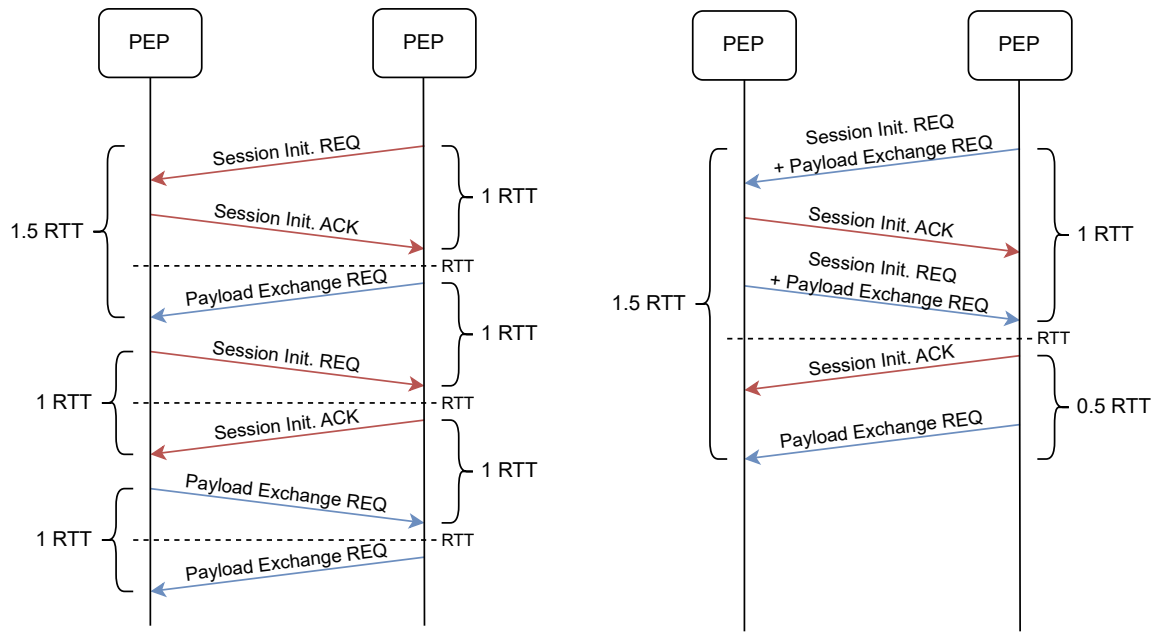 PEP
PEP
Session Init. REQ
1 RTT
Session Init. ACK
1.5 RTT
RTT
Payload Exchange REQ
1 RTT
Session Init. REQ
1 RTT
RTT
Session Init. ACK
1 RTT
Payload Exchange REQ
1 RTT
RTT
Payload Exchange REQ
PEP
PEP
Session Init. REQ
+ Payload Exchange REQ
Session Init. ACK
1 RTT
Session Init. REQ
+ Payload Exchange REQ
1.5 RTT
RTT
Session Init. ACK
0.5 RTT
Payload Exchange REQ